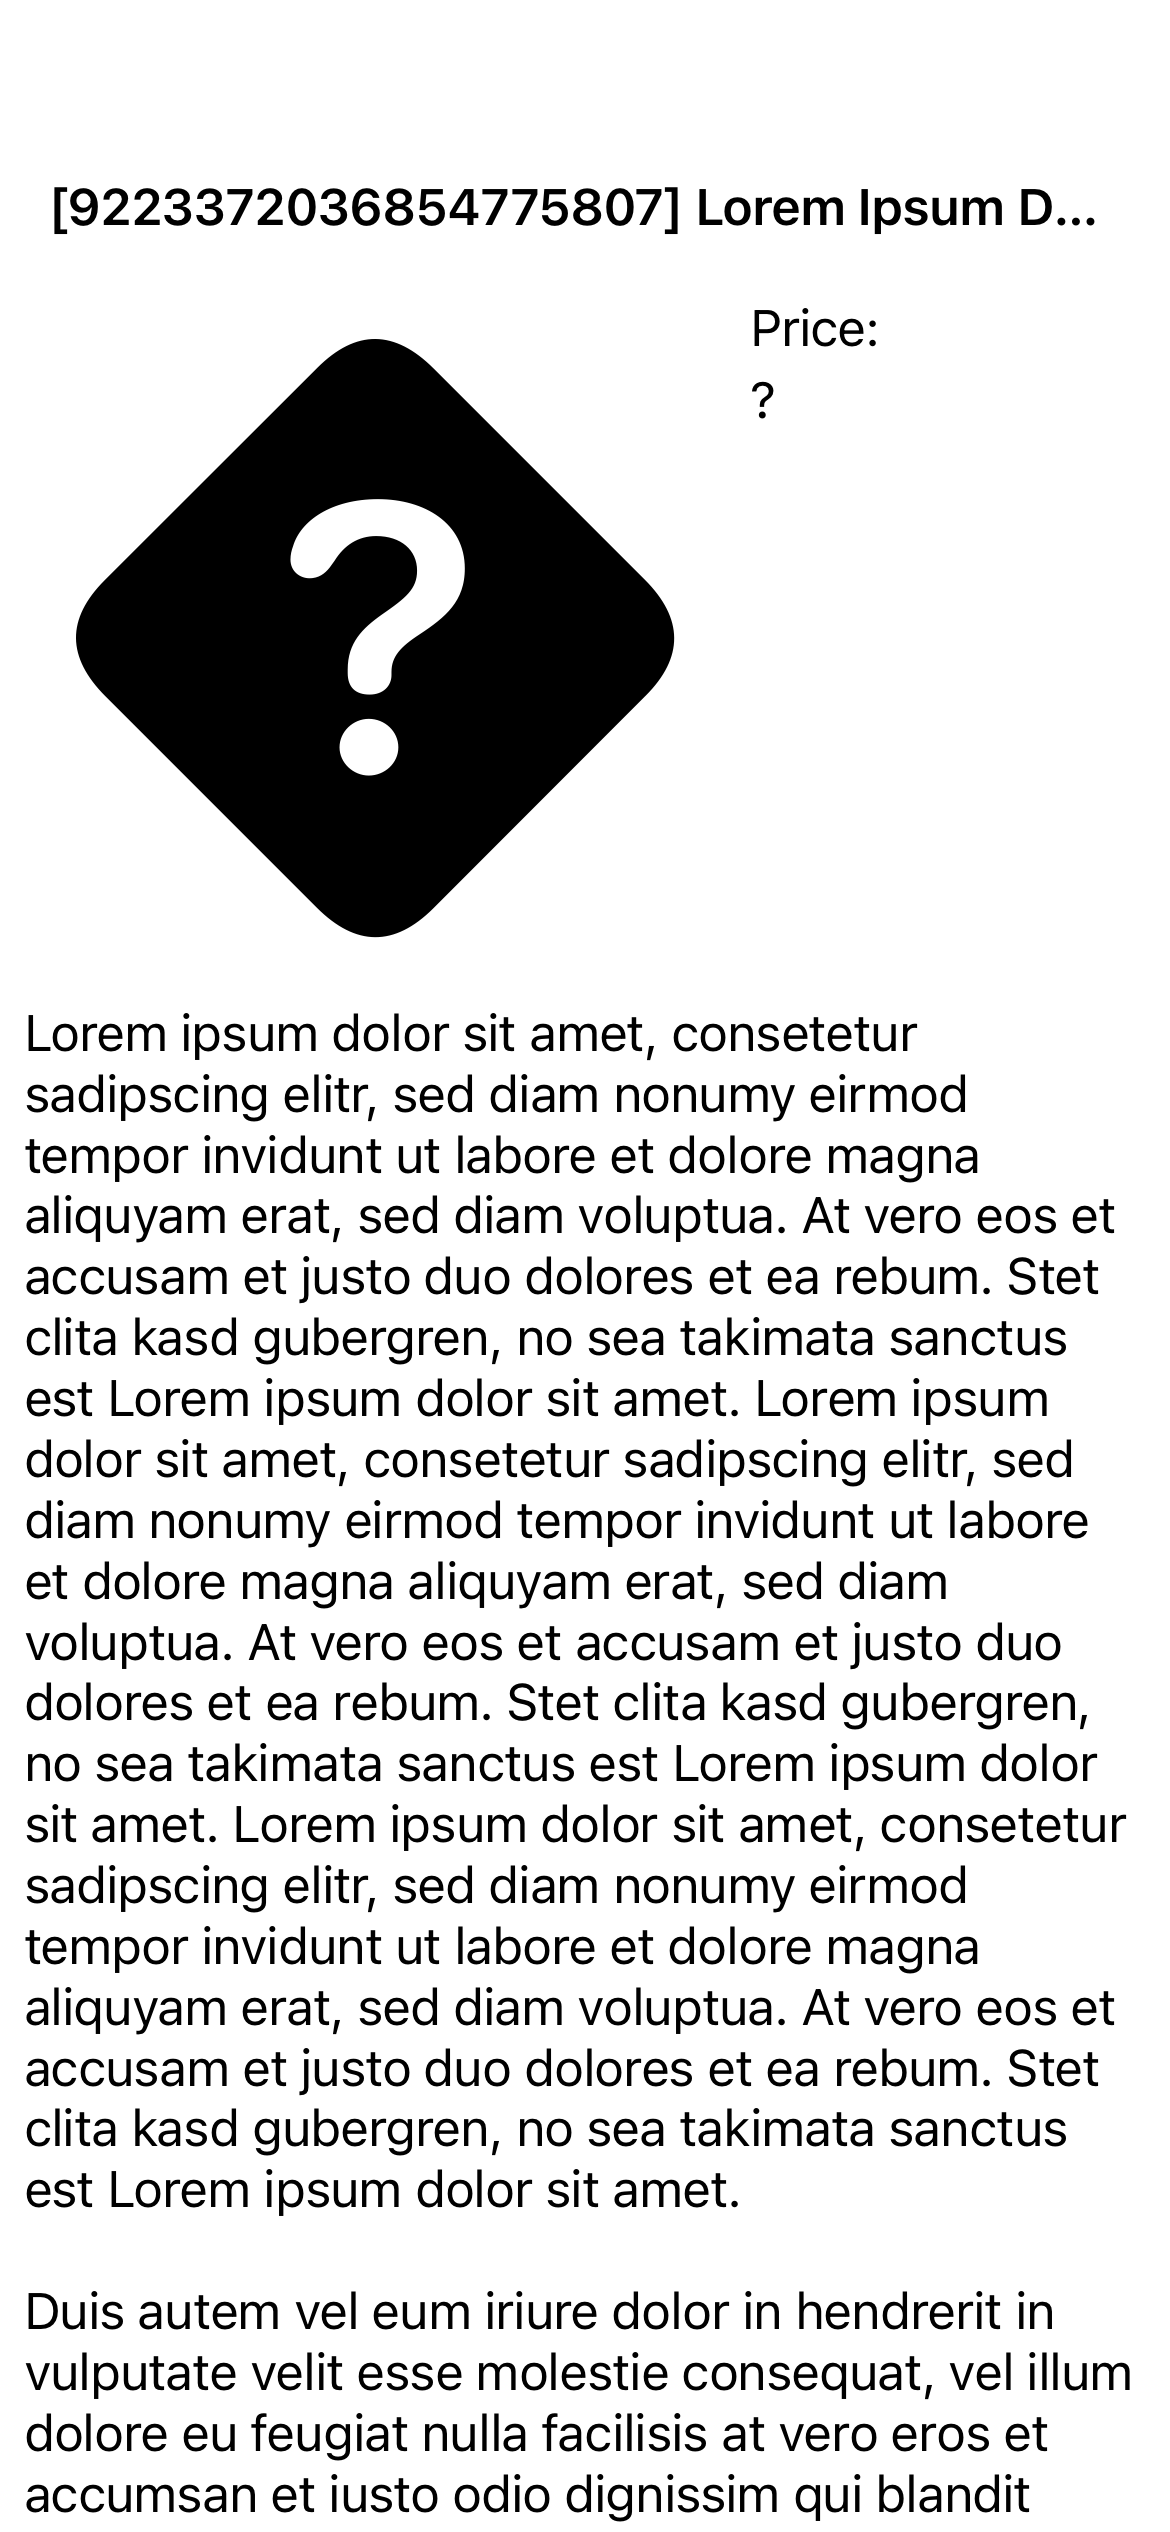 [9223372036854775807] Lorem Ipsum D...
Price:
?
?
Lorem ipsum dolor sit amet, consetetur
sadipscing elitr, sed diam nonumy eirmod
tempor invidunt ut labore et dolore magna
aliquyam erat, sed diam voluptua. At vero eos et
accusam et justo duo dolores et ea rebum. Stet
clita kasd gubergren, no sea takimata sanctus
est Lorem ipsum dolor sit amet. Lorem ipsum
dolor sit amet, consetetur sadipscing elitr, sed
diam nonumy eirmod tempor invidunt ut labore
et dolore magna aliquyam erat, sed diam
voluptua. At vero eos et accusam et justo duo
dolores et ea rebum. Stet clita kasd gubergren,
no sea takimata sanctus est Lorem ipsum dolor
sit amet. Lorem ipsum dolor sit amet, consetetur
sadipscing elitr, sed diam nonumy eirmod
tempor invidunt ut labore et dolore magna
aliquyam erat, sed diam voluptua. At vero eos et
accusam et justo duo dolores et ea rebum. Stet
clita kasd gubergren, no sea takimata sanctus
est Lorem ipsum dolor sit amet.
Duis autem vel eum iriure dolor in hendrerit in
vulputate velit esse molestie consequat, vel illum
dolore eu feugiat nulla facilisis at vero eros et
accumsan et iusto odio dignissim qui blandit